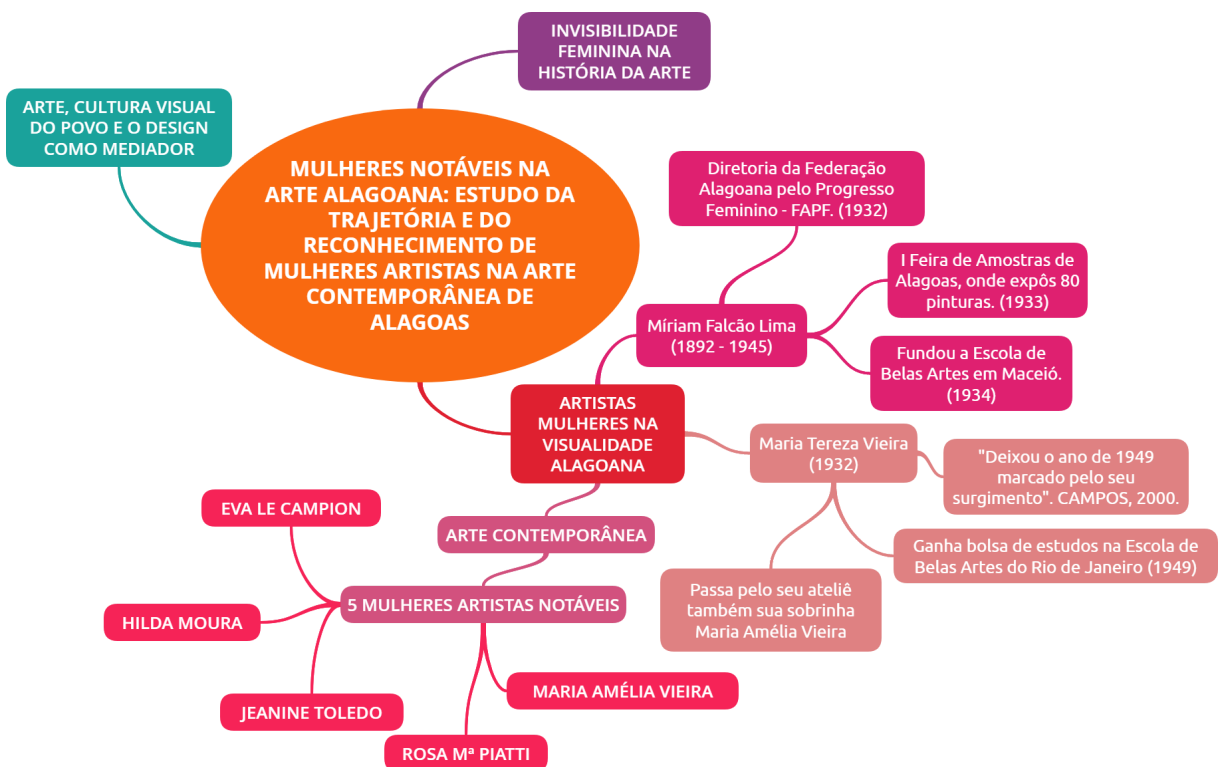 INVISIBILIDADE
FEMININA NA
HISTÓRIA DA ARTE
ARTE, CULTURA VISUAL
DO POVO E O DESIGN
COMO MEDIADOR
MULHERES NOTÁVEIS NA
ARTE ALAGOANA: ESTUDO DA
TRAJETÓRIA E DO
RECONHECIMENTO DE
MULHERES ARTISTAS NA ARTE
CONTEMPORÂNEA DE
ALAGOAS
Diretoria da Federação
Alagoana pelo Progresso
Feminino - FAPF. (1932)
I Feira de Amostras de
Alagoas, onde expôs 80
pinturas. (1933)
Míriam Falcão Lima
(1892 - 1945)
Fundou a Escola de
Belas Artes em Maceió.
(1934)
ARTISTAS
MULHERES NA
VISUALIDADE
ALAGOANA
Maria Tereza Vieira
(1932)
"Deixou o ano de 1949
marcado pelo seu
surgimento". CAMPOS, 2000.
Ganha bolsa de estudos na Escola de
Belas Artes do Rio de Janeiro (1949)
Passa pelo seu ateliê
também sua sobrinha
Maria Amélia Vieira
ARTE CONTEMPORÂNEA
5 MULHERES ARTISTAS NOTÁVEIS
EVA LE CAMPION
HILDA MOURA
JEANINE TOLEDO
ROSA Mª PIATTI
MARIA AMÉLIA VIEIRA